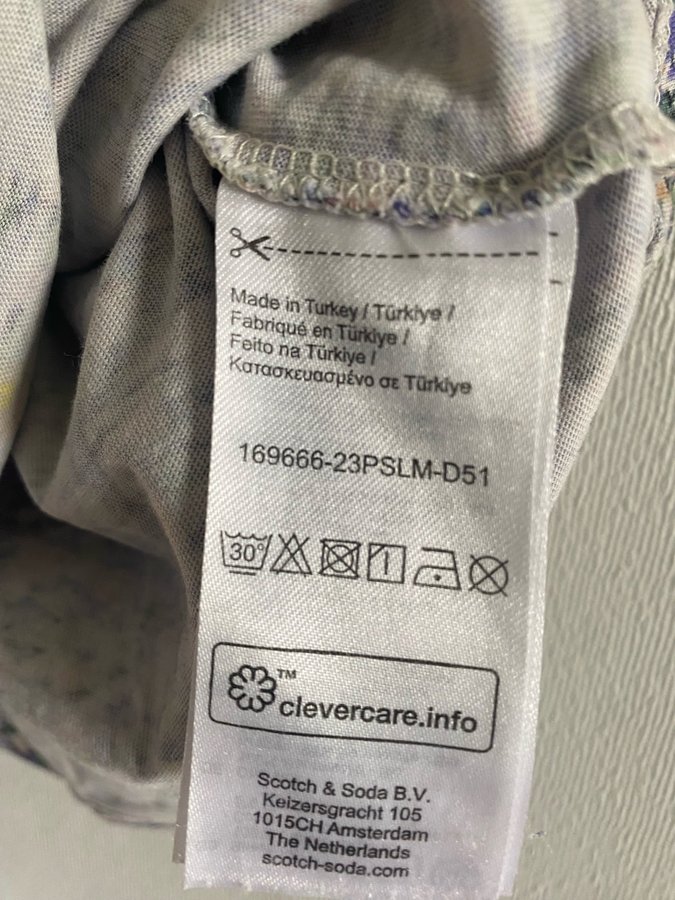 Made in Turkey / Türkiye /
Fabriqué en Türkiye /
Feito na Türkiye /
Κατασκευασμένο σε Türkiye
169666-23PSLM-D51
30°
™
clevercare.info
Scotch & Soda B.V.
Keizersgracht 105
1015CH Amsterdam
The Netherlands
scotch-soda.com